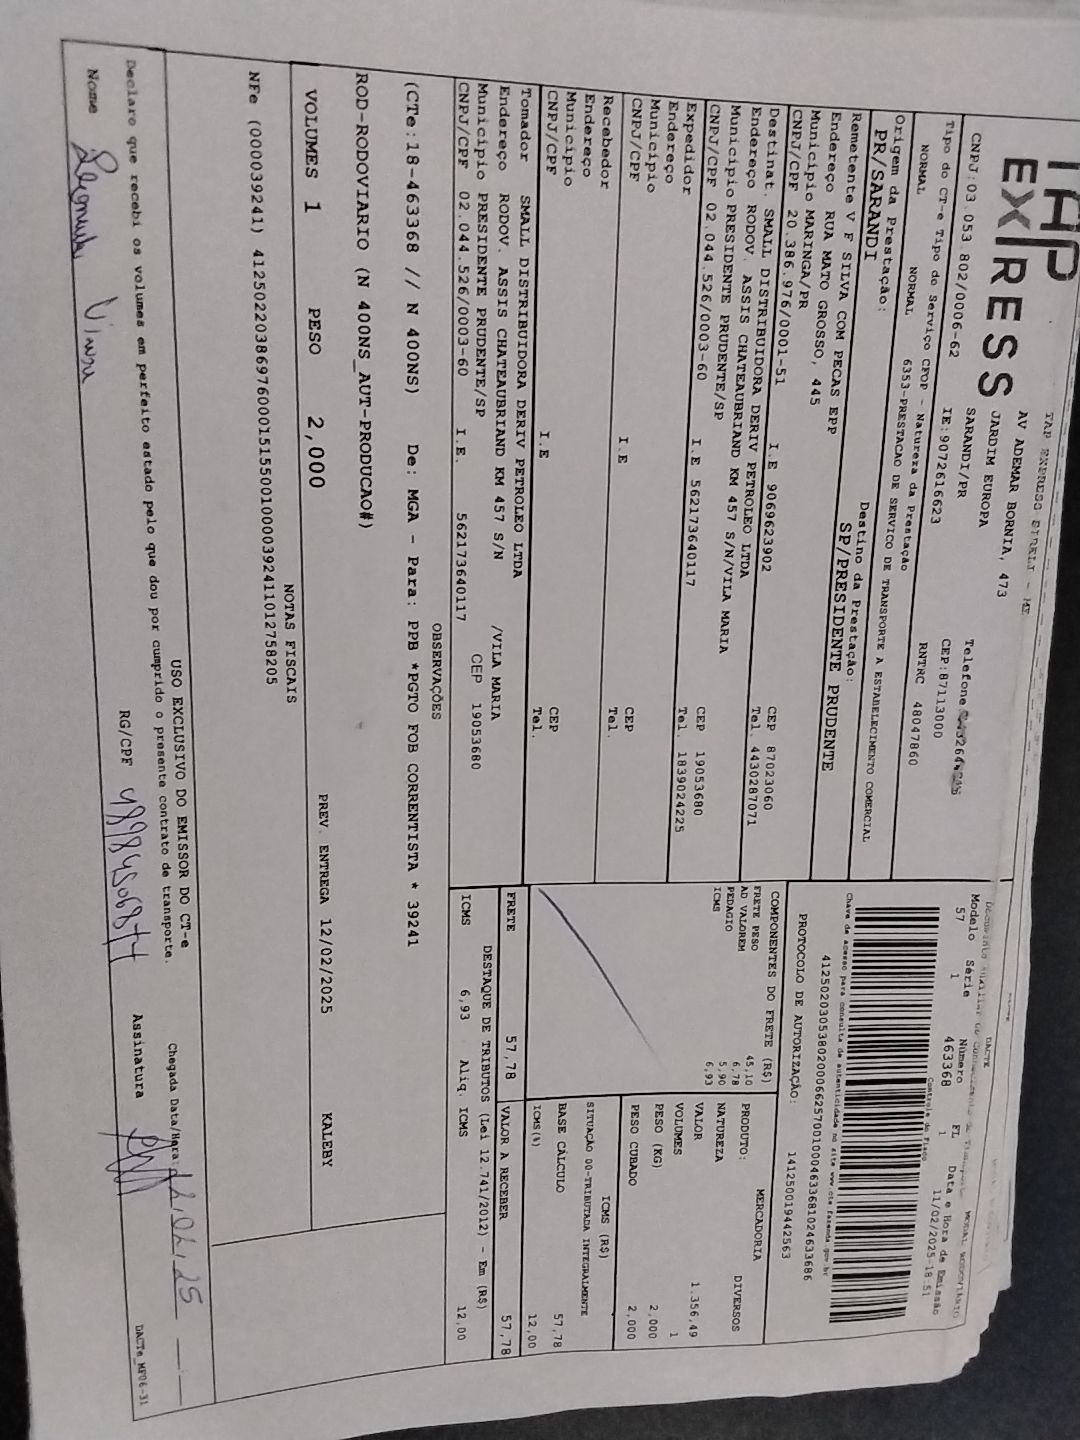 TAP
EXPRESS
TAP EXPRESS EIRELI - ME
AV ADEMAR BORNIA, 473
JARDIM EUROPA
SARANDI/PR
CNPJ:03.053.802/0006-62 IE:9072616623 CEP:87113000
Telefone
Tipo do CT-e Tipo do Serviço CFOP - Natureza da Prestação RNTRC 48047860
NORMAL NORMAL 6353-PRESTACAO DE SERVICO DE TRANSPORTE A ESTABELECIMENTO COMERCIAL
Origem da Prestação: Destino da Prestação:
PR/SARANDI SP/PRESIDENTE PRUDENTE
Remetente V F SILVA COM PECAS EPP
Endereço RUA MATO GROSSO, 445
Município MARINGA/PR CEP 87023060
CNPJ/CPF 20.386.976/0001-51 I.E 9069623902 Tel. 4430287071
Destinat. SMALL DISTRIBUIDORA DERIV PETROLEO LTDA
Endereço RODOV. ASSIS CHATEAUBRIAND KM 457 S/N/VILA MARIA
Município PRESIDENTE PRUDENTE/SP CEP 19053680
CNPJ/CPF 02.044.526/0003-60 I.E 562173640117 Tel. 1839024225
Expedidor
Endereço
Município CEP
CNPJ/CPF I.E Tel.
Recebedor
Endereço
Município CEP
CNPJ/CPF I.E Tel.
Tomador SMALL DISTRIBUIDORA DERIV PETROLEO LTDA
Endereço RODOV. ASSIS CHATEAUBRIAND KM 457 S/N /VILA MARIA
Município PRESIDENTE PRUDENTE/SP CEP 19053680
CNPJ/CPF 02.044.526/0003-60 I.E. 562173640117
DACTE
Modelo Série Número FL Data e Hora de Emissão
57 1 463368 1 11/02/2025-18:51
Controle do Fisco
Chave de acesso para consulta de autenticidade no site www.cte.fazenda.gov.br
41250203053802000662570010004633681024633686
PROTOCOLO DE AUTORIZAÇÃO: 141250019442563
COMPONENTES DO FRETE (R$)
FRETE PESO 45,10
AD VALOREM 6,78
PEDAGIO 5,90
ICMS 6,93
MERCADORIA
PRODUTO: DIVERSOS
NATUREZA
VALOR 1.356,49
VOLUMES 1
PESO (KG) 2,000
PESO CUBADO 2,000
ICMS (R$)
SITUAÇÃO 00-TRIBUTADA INTEGRALMENTE
BASE CÁLCULO 57,78
ICMS(%) 12,00
FRETE 57,78 VALOR A RECEBER 57,78
DESTAQUE DE TRIBUTOS (Lei 12.741/2012) - Em (R$)
ICMS 6,93 Aliq. ICMS 12,00
OBSERVAÇÕES
(CTe:18-463368 // N 400NS) De: MGA - Para: PPB *PGTO FOB CORRENTISTA * 39241
ROD-RODOVIARIO (N 400NS_AUT-PRODUCAO#)
VOLUMES 1 PESO 2,000 PREV. ENTREGA 12/02/2025 KALEBY
NOTAS FISCAIS
NFe (000039241) 41250220386976000151550010000392411012758205
USO EXCLUSIVO DO EMISSOR DO CT-e
Declaro que recebi os volumes em perfeito estado pelo que dou por cumprido o presente contrato de transporte.
Chegada Data/Hora:
Nome RG/CPF Assinatura
DACTe_MF06-31